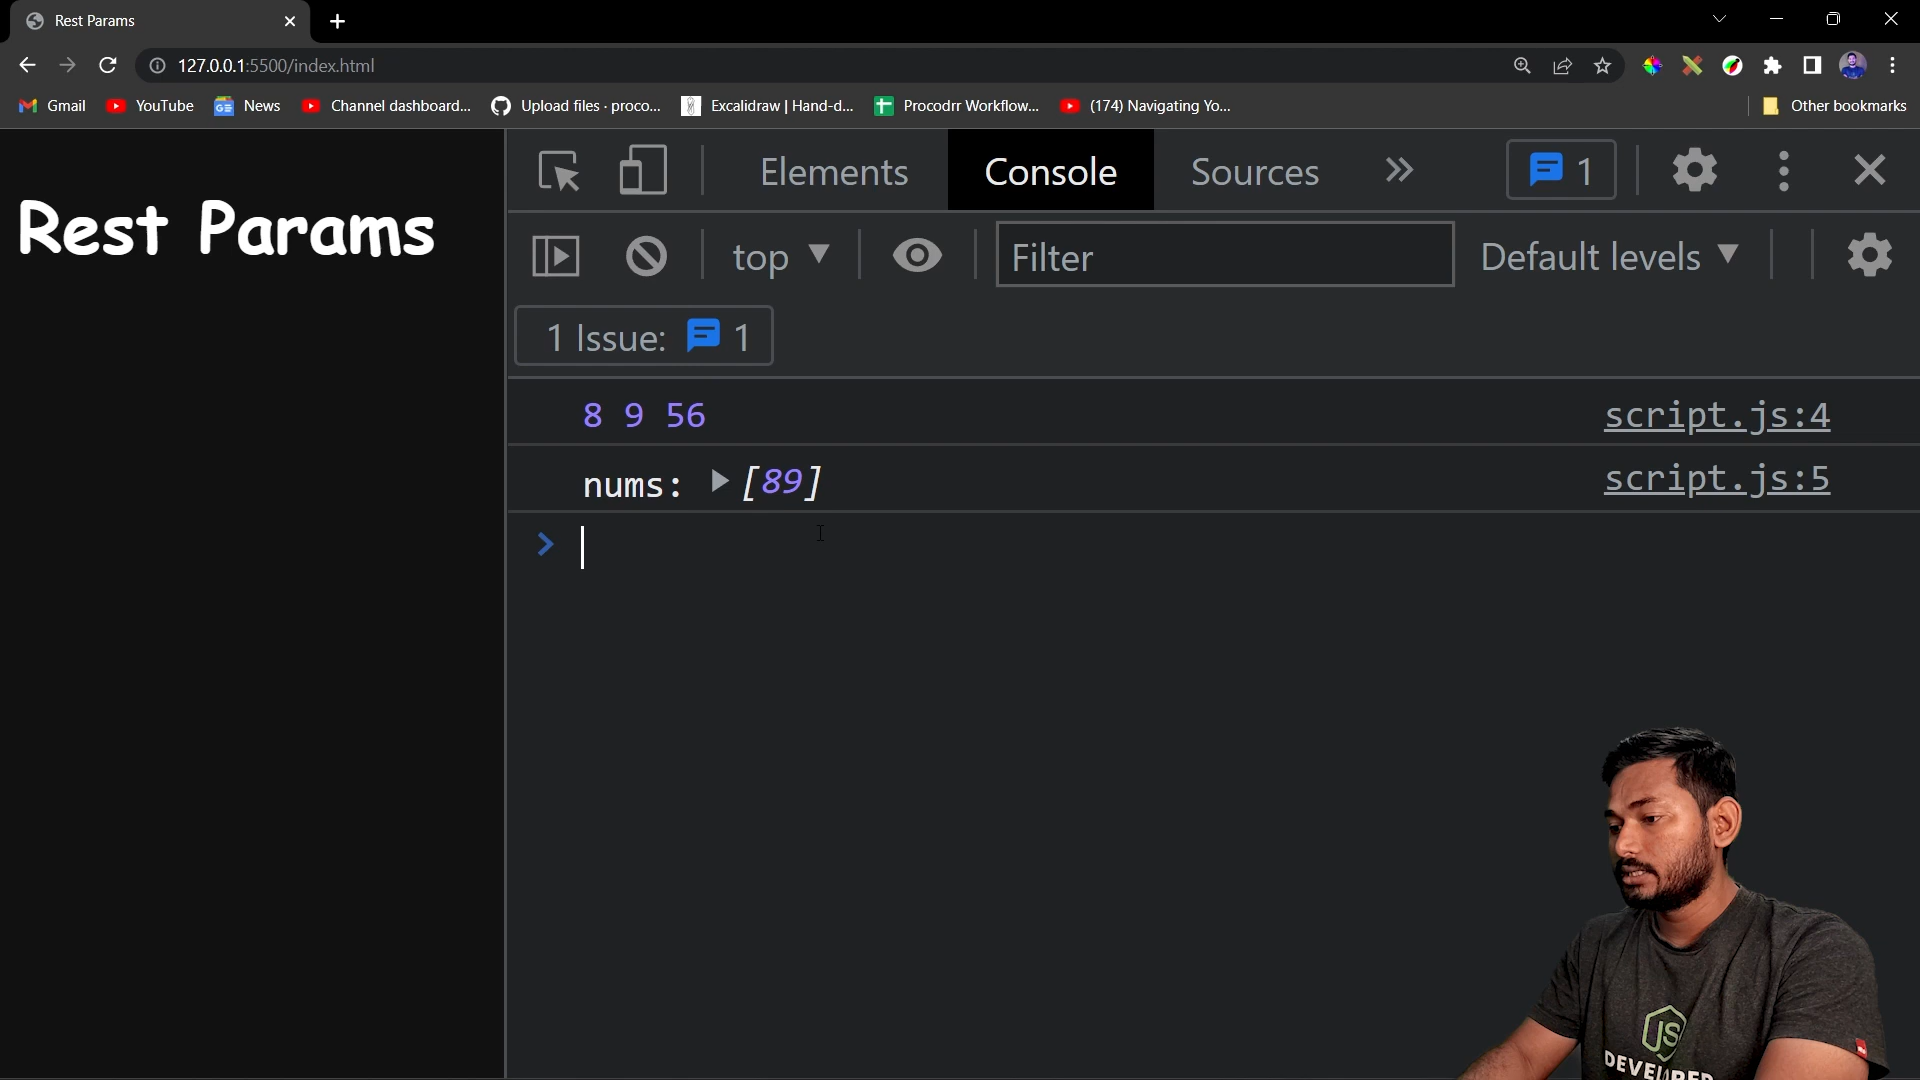 Rest Params
127.0.0.1:5500/index.html
Gmail YouTube News Channel dashboard... Upload files · proco... Excalidraw | Hand-d... Procodrr Workflow... (174) Navigating Yo... Other bookmarks
Rest Params
Elements Console Sources 1
top Filter Default levels
1 Issue: 1
8 9 56 script.js:4
nums: [89] script.js:5
JS
DEVELOPER